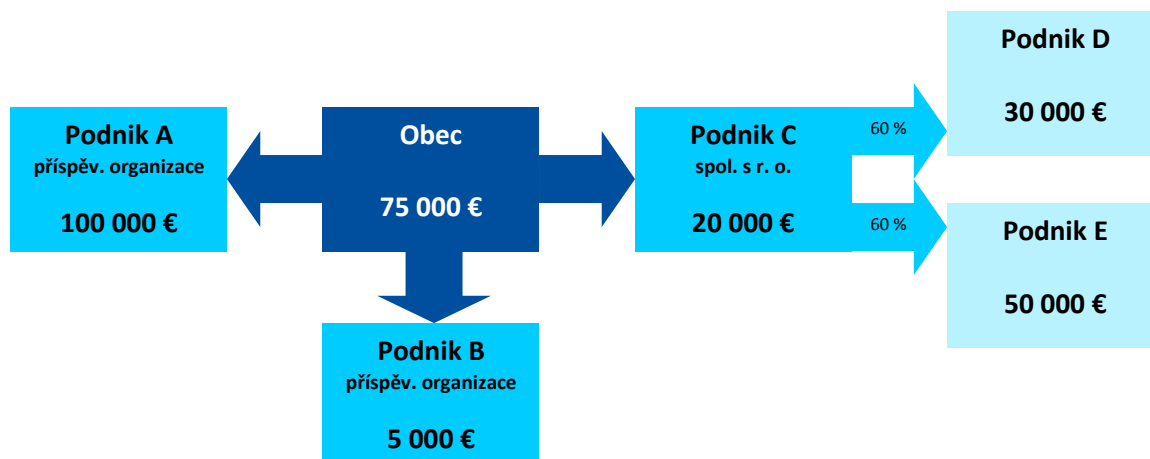 Podnik A
příspěv. organizace
100 000 €
Obec
75 000 €
Podnik B
příspěv. organizace
5 000 €
Podnik C
spol. s r. o.
20 000 €
60 %
60 %
Podnik D
30 000 €
Podnik E
50 000 €